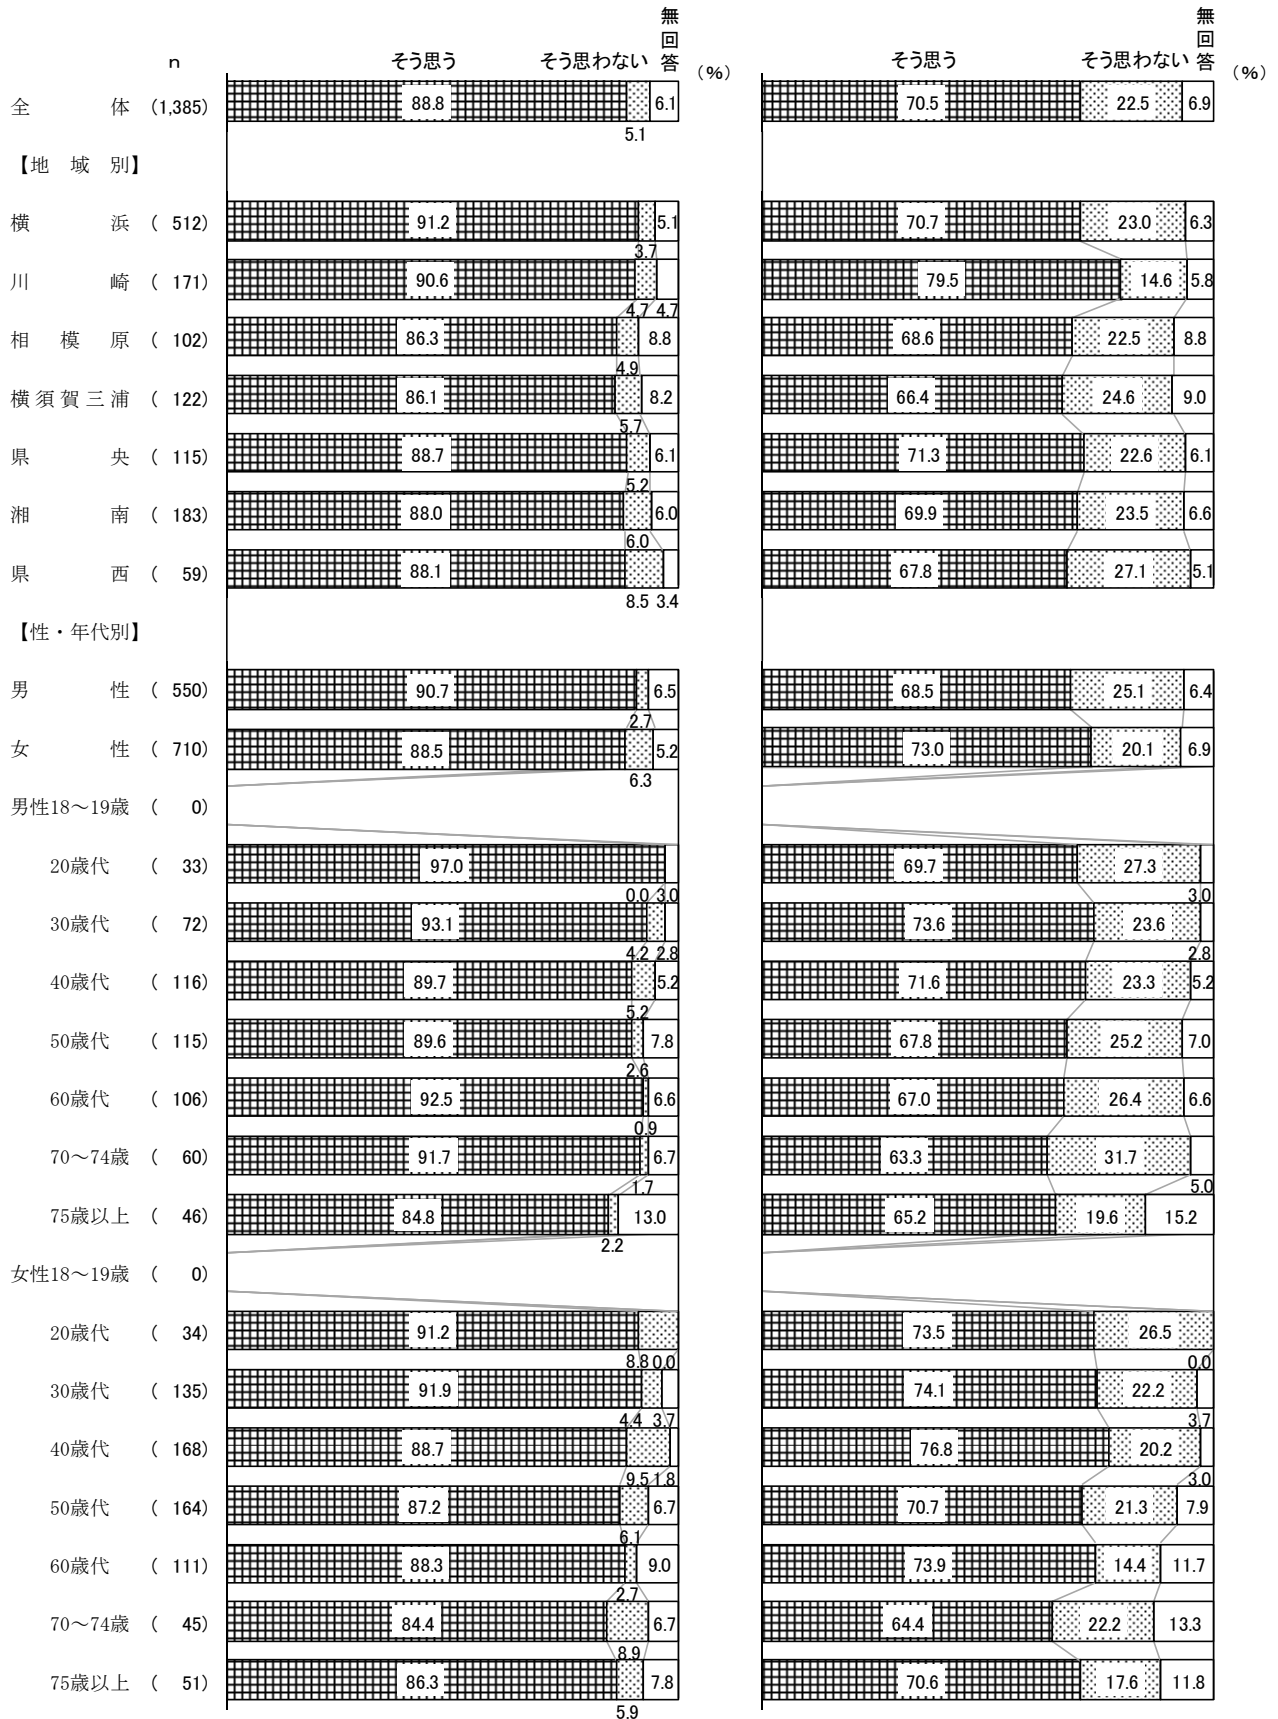 無回答 無回答
n そう思う そう思わない (%) そう思う そう思わない (%)
全体 (1,385) 88.8 5.1 6.1 70.5 22.5 6.9
【地域別】
横浜 (512) 91.2 3.7 5.1 70.7 23.0 6.3
川崎 (171) 90.6 4.7 4.7 79.5 14.6 5.8
相模原 (102) 86.3 4.9 8.8 68.6 22.5 8.8
横須賀三浦 (122) 86.1 5.7 8.2 66.4 24.6 9.0
県央 (115) 88.7 5.2 6.1 71.3 22.6 6.1
湘南 (183) 88.0 6.0 6.0 69.9 23.5 6.6
県西 (59) 88.1 8.5 3.4 67.8 27.1 5.1
【性・年代別】
男性 (550) 90.7 2.7 6.5 68.5 25.1 6.4
女性 (710) 88.5 6.3 5.2 73.0 20.1 6.9
男性18～19歳 (0)
20歳代 (33) 97.0 0.0 3.0 69.7 27.3 3.0
30歳代 (72) 93.1 4.2 2.8 73.6 23.6 2.8
40歳代 (116) 89.7 5.2 5.2 71.6 23.3 5.2
50歳代 (115) 89.6 2.6 7.8 67.8 25.2 7.0
60歳代 (106) 92.5 0.9 6.6 67.0 26.4 6.6
70～74歳 (60) 91.7 1.7 6.7 63.3 31.7 5.0
75歳以上 (46) 84.8 2.2 13.0 65.2 19.6 15.2
女性18～19歳 (0)
20歳代 (34) 91.2 8.8 0.0 73.5 26.5 0.0
30歳代 (135) 91.9 4.4 3.7 74.1 22.2 3.7
40歳代 (168) 88.7 9.5 1.8 76.8 20.2 3.0
50歳代 (164) 87.2 6.1 6.7 70.7 21.3 7.9
60歳代 (111) 88.3 2.7 9.0 73.9 14.4 11.7
70～74歳 (45) 84.4 8.9 6.7 64.4 22.2 13.3
75歳以上 (51) 86.3 5.9 7.8 70.6 17.6 11.8